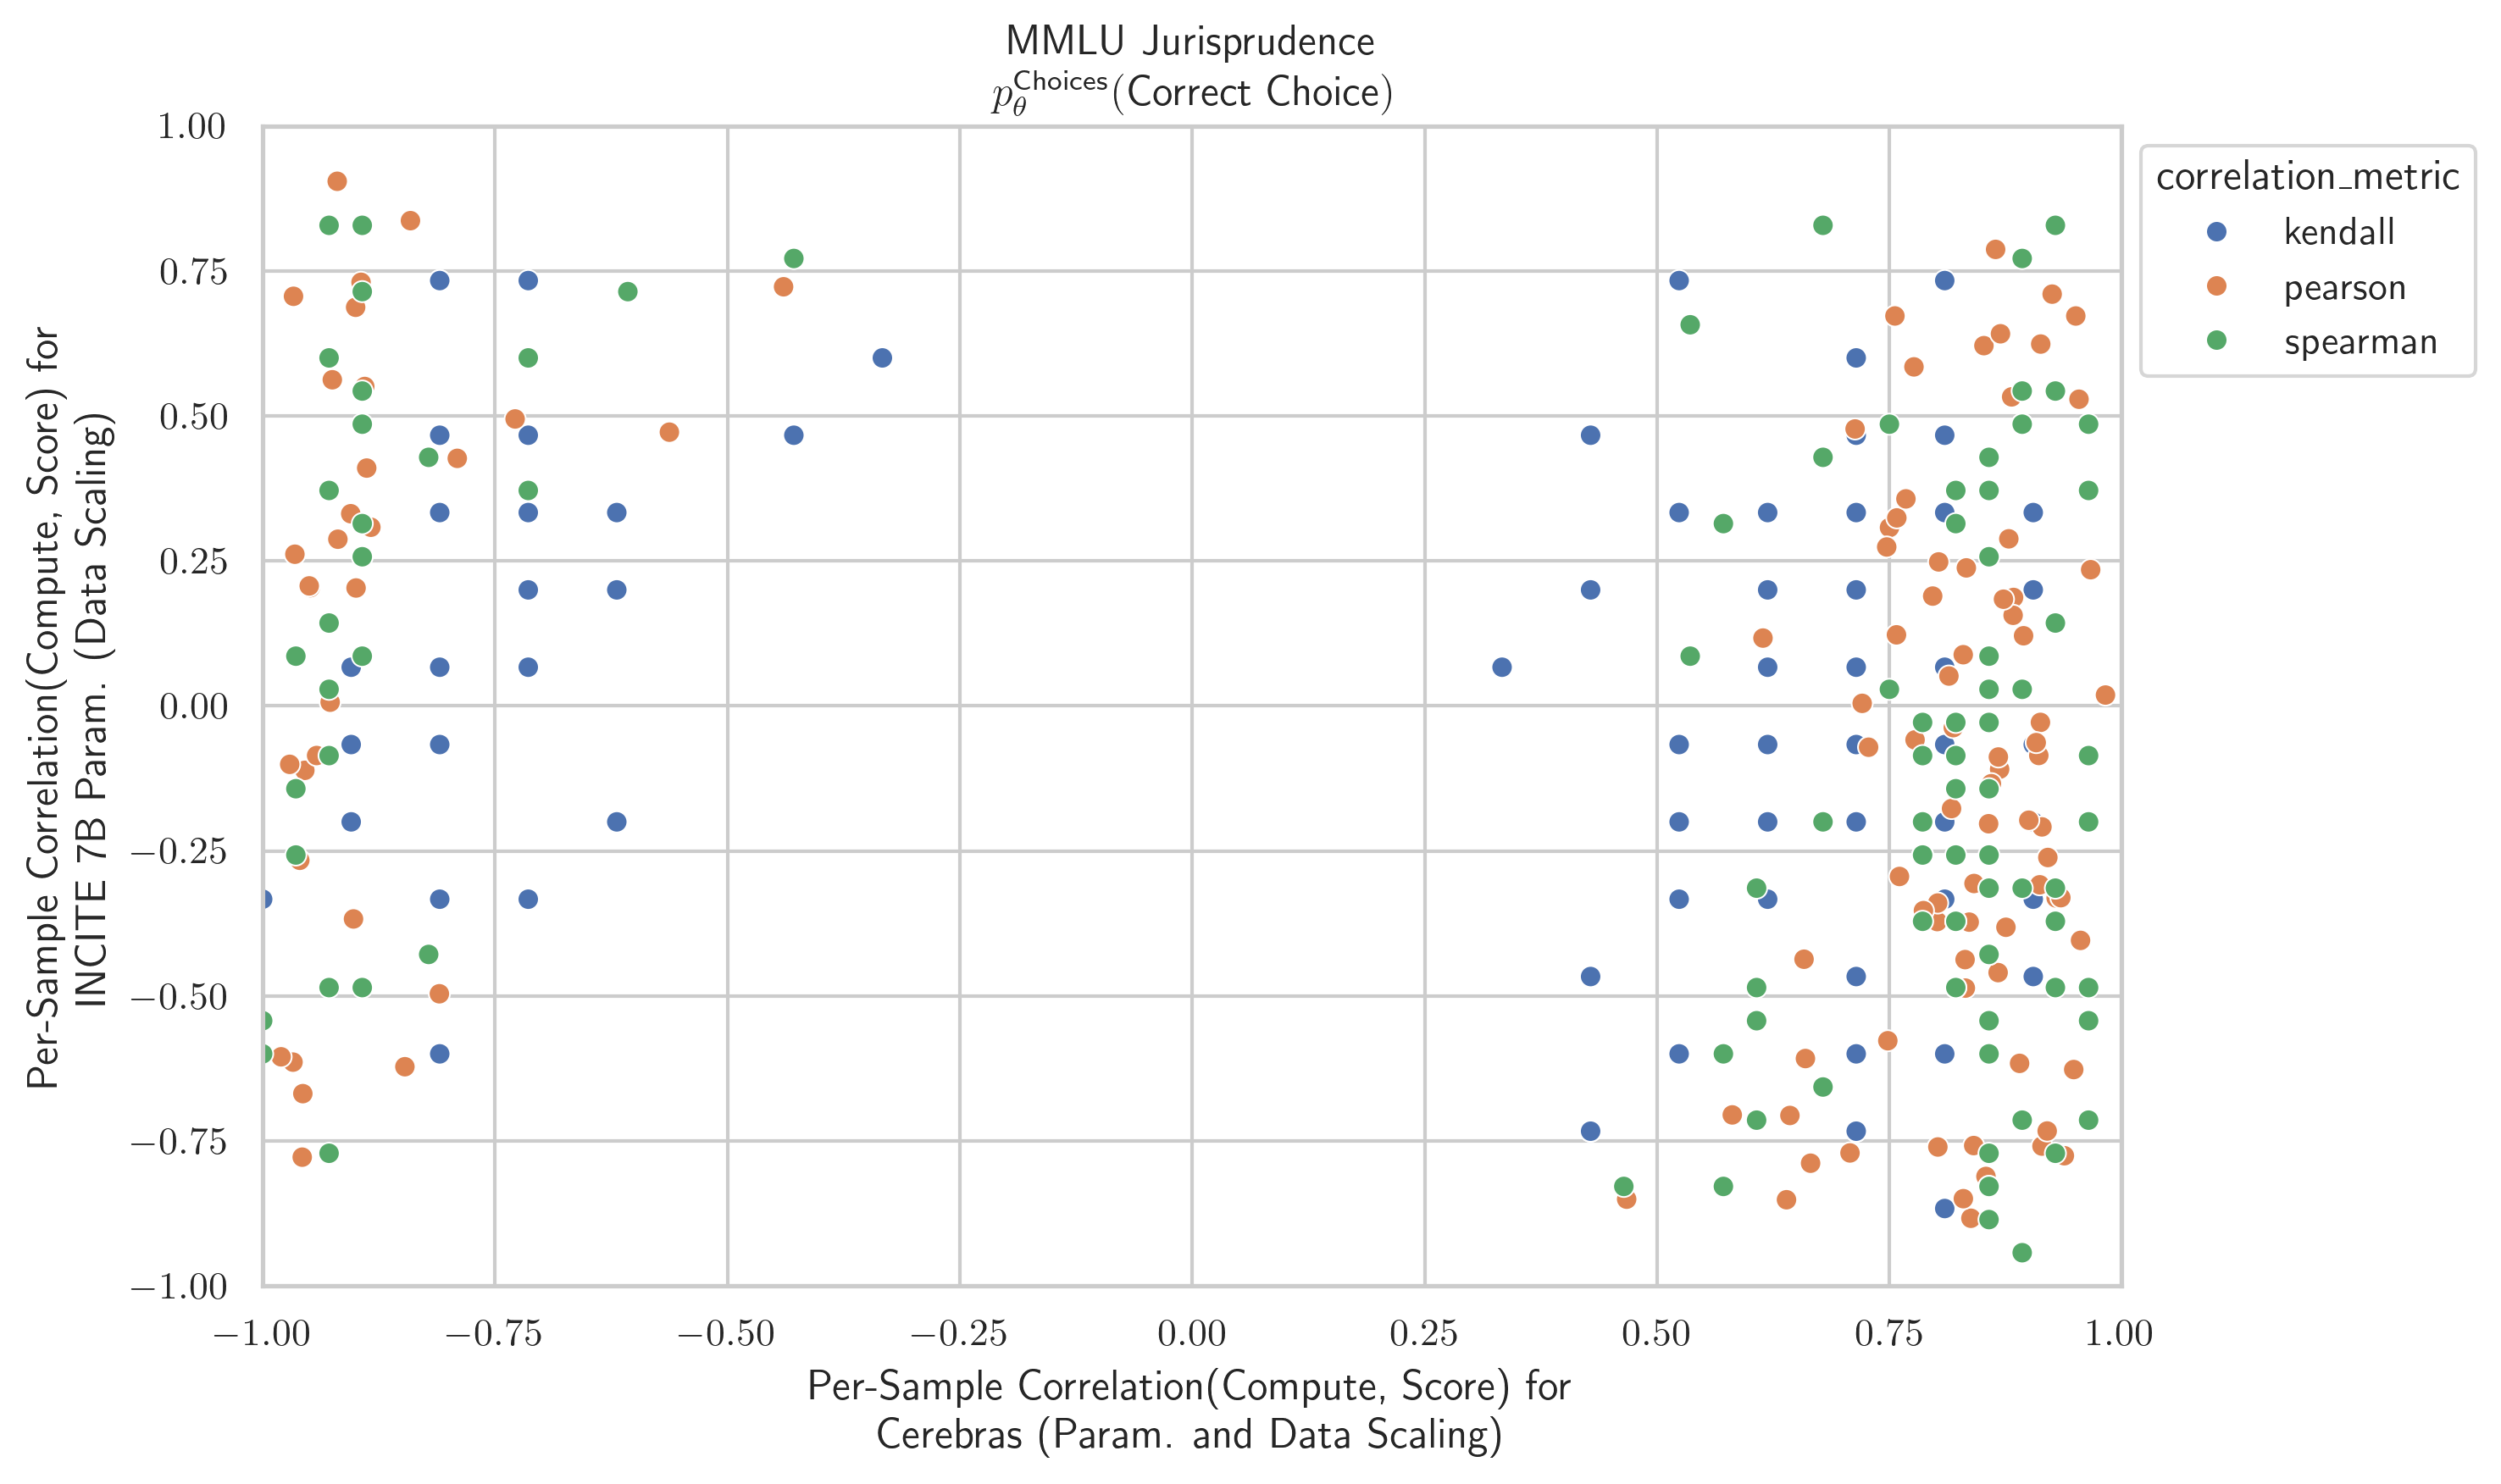 MMLU Jurisprudence
p_θ^Choices(Correct Choice)
Per-Sample Correlation(Compute, Score) for
INCITE 7B Param. (Data Scaling)
1.00
0.75
0.50
0.25
0.00
−0.25
−0.50
−0.75
−1.00
−1.00 −0.75 −0.50 −0.25 0.00 0.25 0.50 0.75 1.00
Per-Sample Correlation(Compute, Score) for
Cerebras (Param. and Data Scaling)
correlation_metric
kendall
pearson
spearman